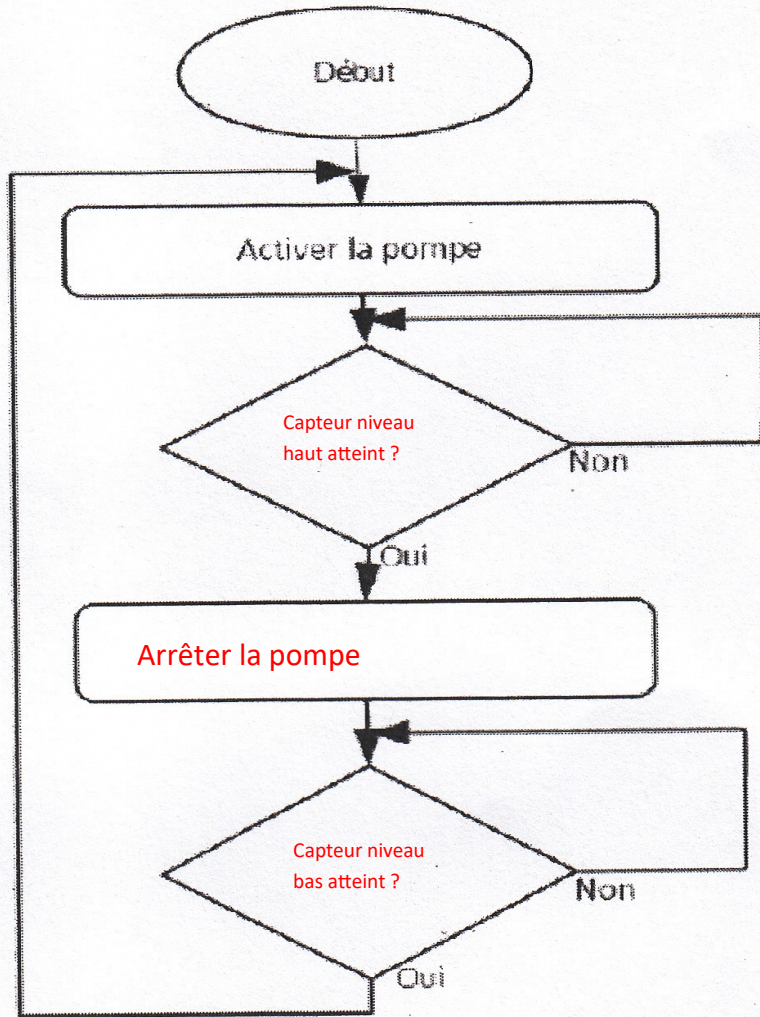 Début
Activer la pompe
Capteur niveau
haut atteint ?
Non
Oui
Arrêter la pompe
Capteur niveau
bas atteint ?
Non
Oui